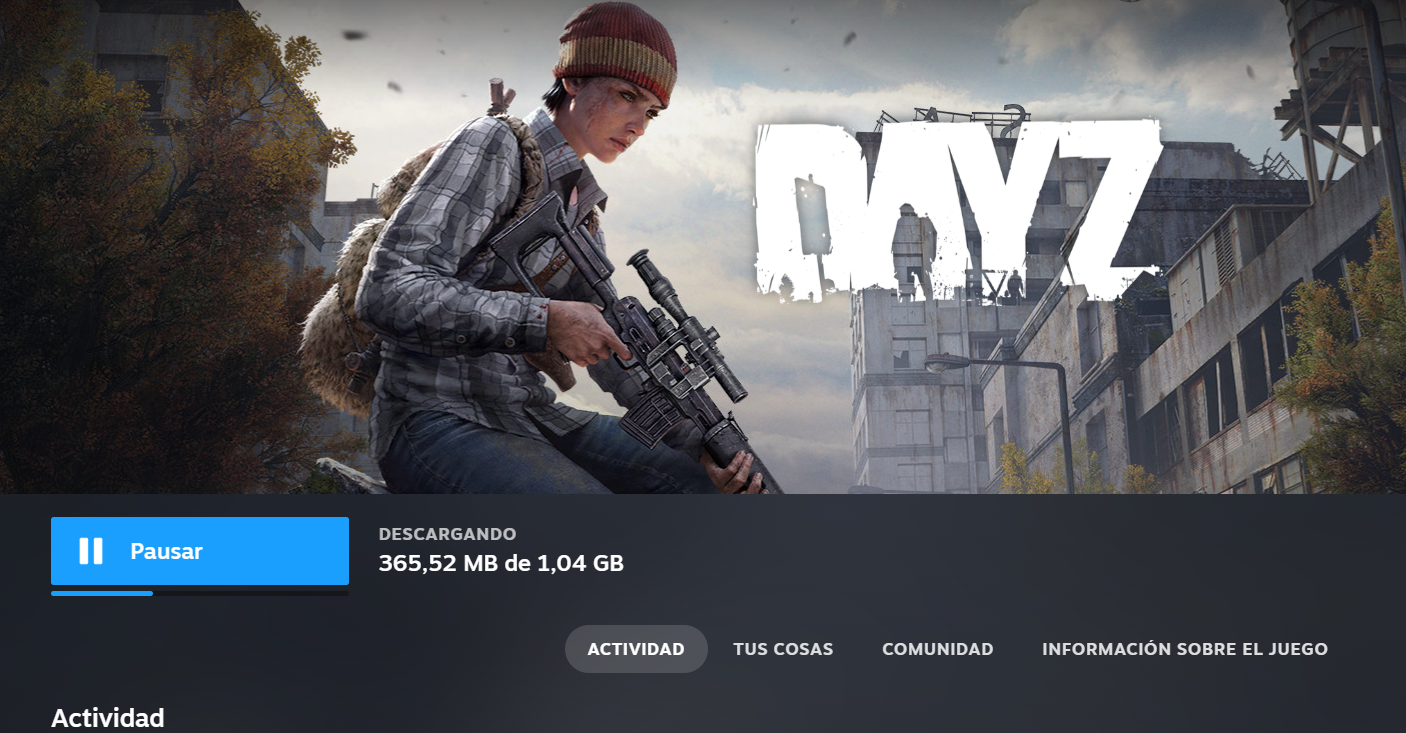 DAYZ
Pausar
DESCARGANDO
365,52 MB de 1,04 GB
ACTIVIDAD TUS COSAS COMUNIDAD INFORMACIÓN SOBRE EL JUEGO
Actividad